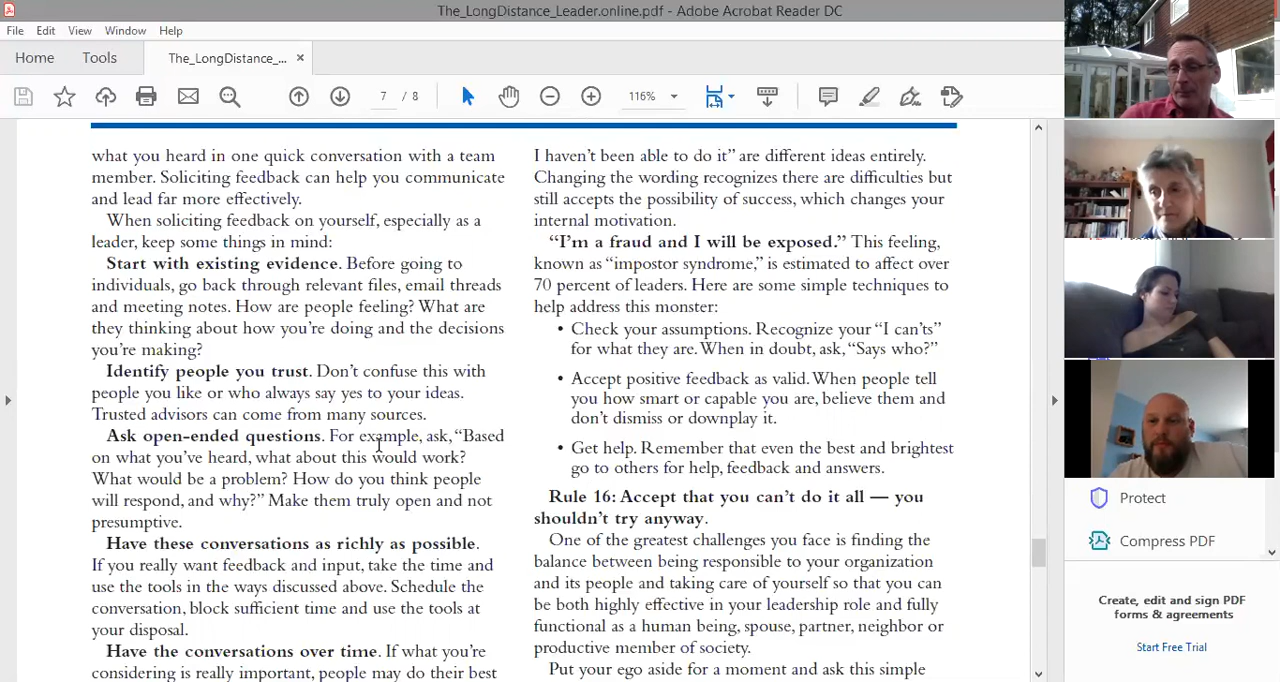 The_LongDistance_Leader.online.pdf - Adobe Acrobat Reader DC
File Edit View Window Help
Home Tools The_LongDistance_... ×
7 / 8 116%
what you heard in one quick conversation with a team
member. Soliciting feedback can help you communicate
and lead far more effectively.
When soliciting feedback on yourself, especially as a
leader, keep some things in mind:
Start with existing evidence. Before going to
individuals, go back through relevant files, email threads
and meeting notes. How are people feeling? What are
they thinking about how you're doing and the decisions
you're making?
Identify people you trust. Don't confuse this with
people you like or who always say yes to your ideas.
Trusted advisors can come from many sources.
Ask open-ended questions. For example, ask, “Based
on what you've heard, what about this would work?
What would be a problem? How do you think people
will respond, and why?” Make them truly open and not
presumptive.
Have these conversations as richly as possible.
If you really want feedback and input, take the time and
use the tools in the ways discussed above. Schedule the
conversation, block sufficient time and use the tools at
your disposal.
Have the conversations over time. If what you're
considering is really important, people may do their best
I haven't been able to do it” are different ideas entirely.
Changing the wording recognizes there are difficulties but
still accepts the possibility of success, which changes your
internal motivation.
“I'm a fraud and I will be exposed.” This feeling,
known as “impostor syndrome,” is estimated to affect over
70 percent of leaders. Here are some simple techniques to
help address this monster:
• Check your assumptions. Recognize your “I can'ts”
for what they are. When in doubt, ask, “Says who?”
• Accept positive feedback as valid. When people tell
you how smart or capable you are, believe them and
don't dismiss or downplay it.
• Get help. Remember that even the best and brightest
go to others for help, feedback and answers.
Rule 16: Accept that you can't do it all — you
shouldn't try anyway.
One of the greatest challenges you face is finding the
balance between being responsible to your organization
and its people and taking care of yourself so that you can
be both highly effective in your leadership role and fully
functional as a human being, spouse, partner, neighbor or
productive member of society.
Put your ego aside for a moment and ask this simple
Protect
Compress PDF
Create, edit and sign PDF
forms & agreements
Start Free Trial